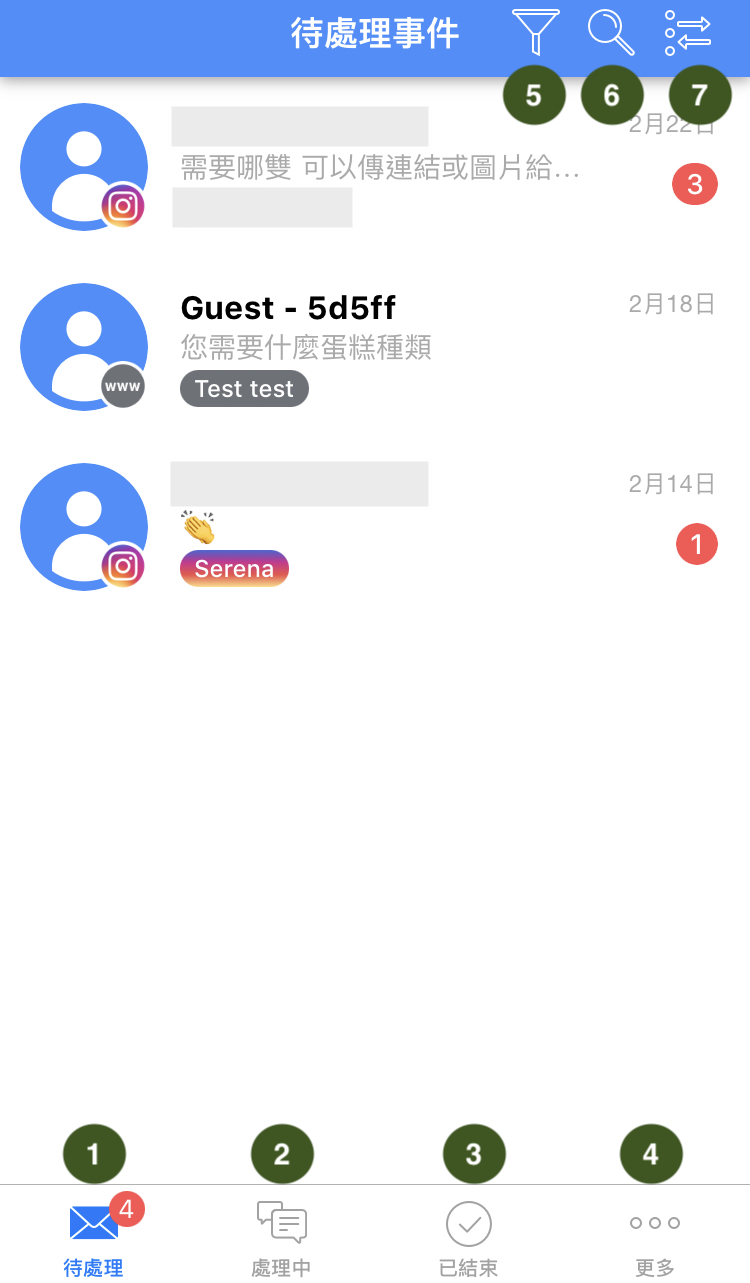 待處理事件
5 6 7
2月22日
需要哪雙 可以傳連結或圖片給...
3
Guest - 5d5ff
2月18日
您需要什麼蛋糕種類
www
Test test
2月14日
1
Serena
1 2 3 4
4
待處理 處理中 已結束 更多